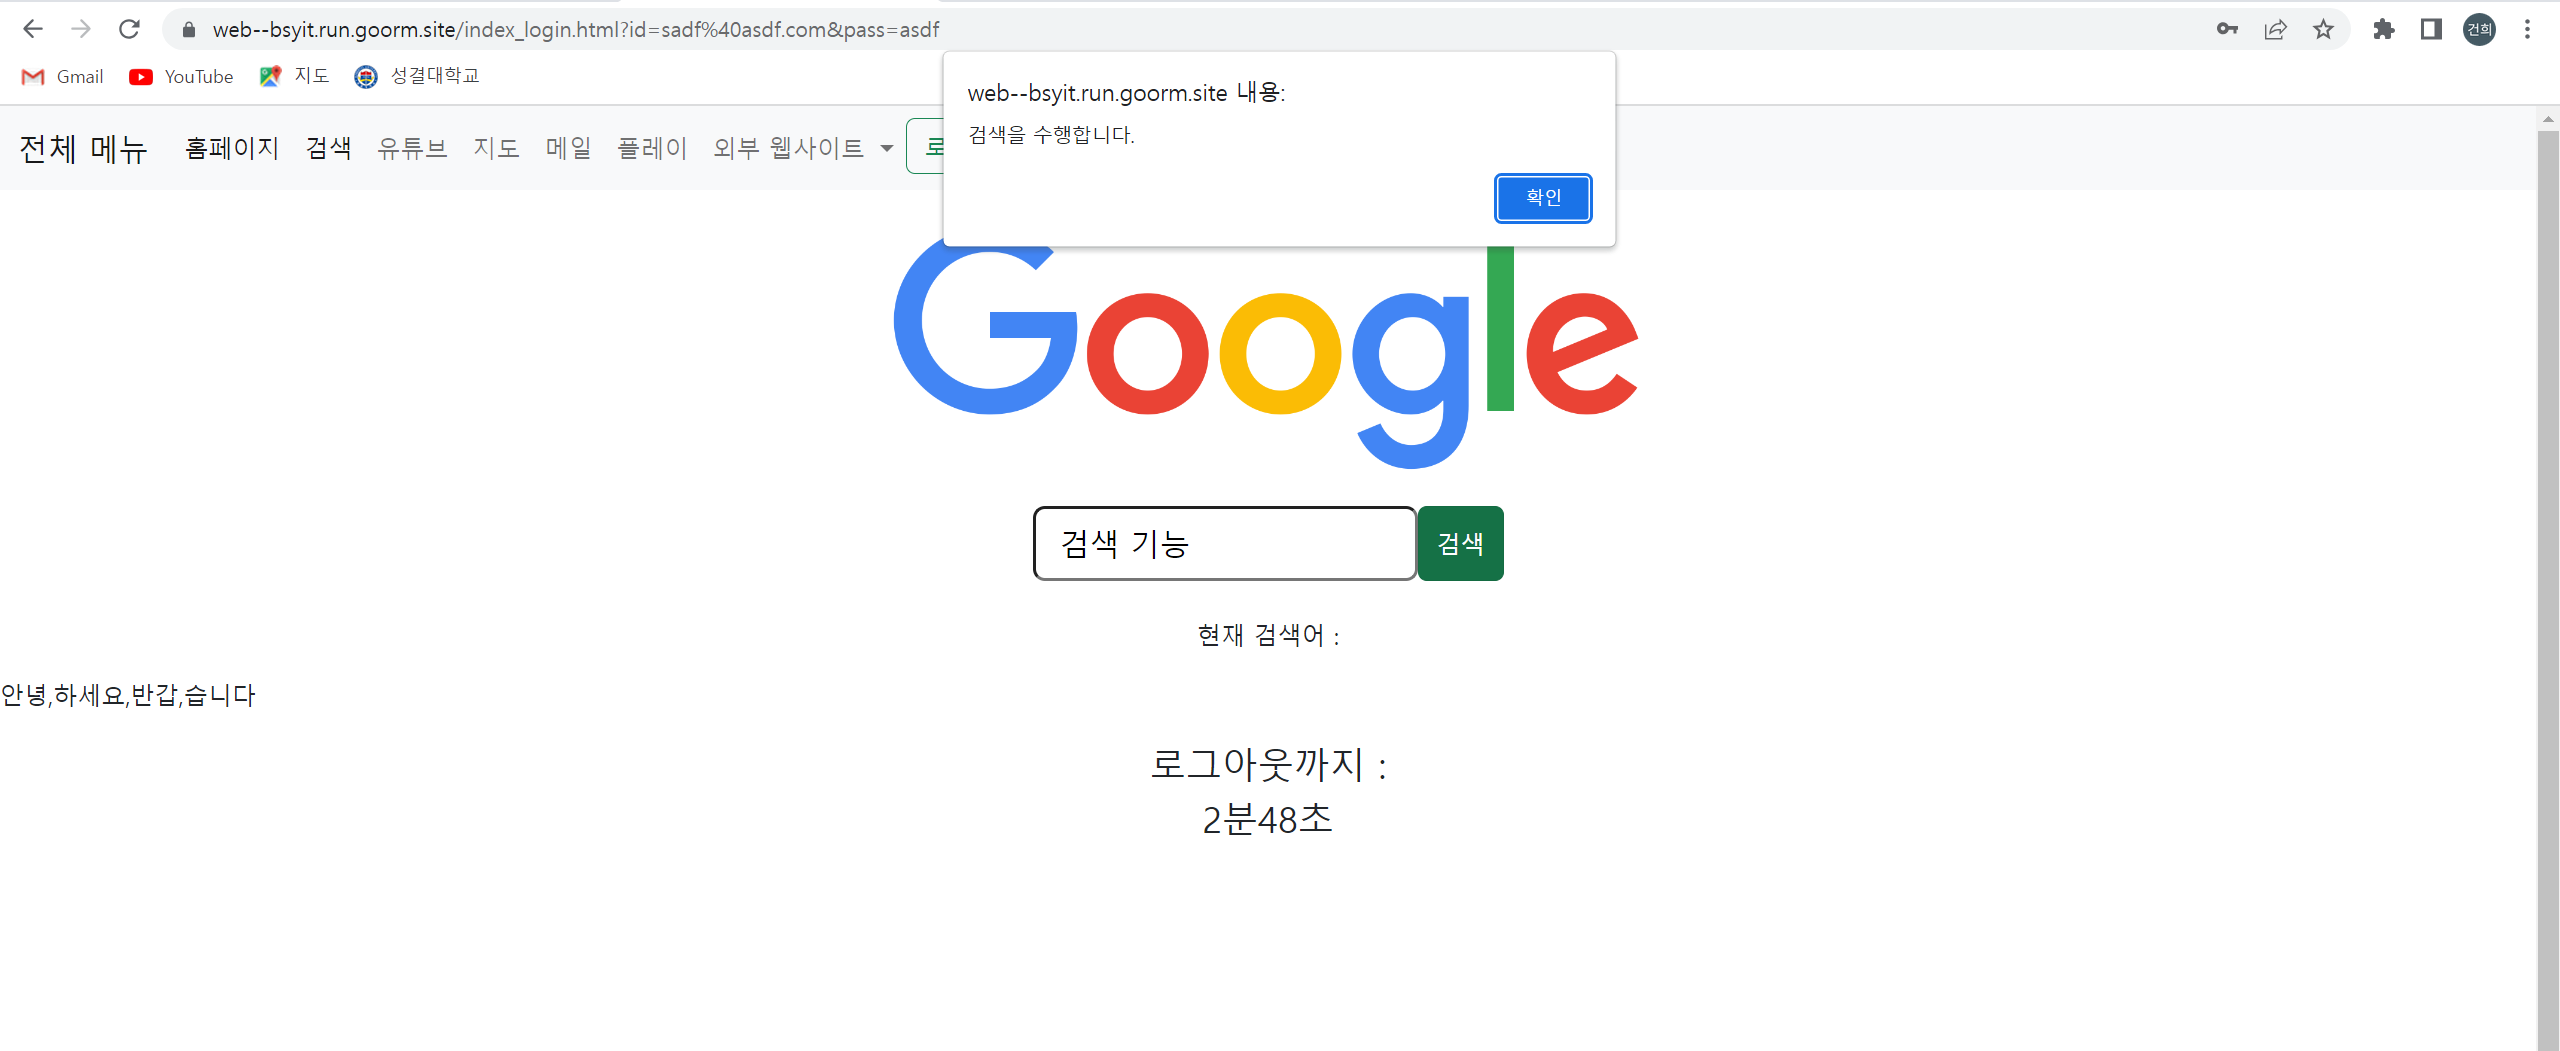 web--bsyit.run.goorm.site/index_login.html?id=sadf%40asdf.com&pass=asdf
건희
Gmail YouTube 지도 성결대학교
web--bsyit.run.goorm.site 내용:
검색을 수행합니다.
확인
전체 메뉴 홈페이지 검색 유튜브 지도 메일 플레이 외부 웹사이트
Google
검색 기능 검색
현재 검색어 :
안녕,하세요,반갑,습니다
로그아웃까지 :
2분48초